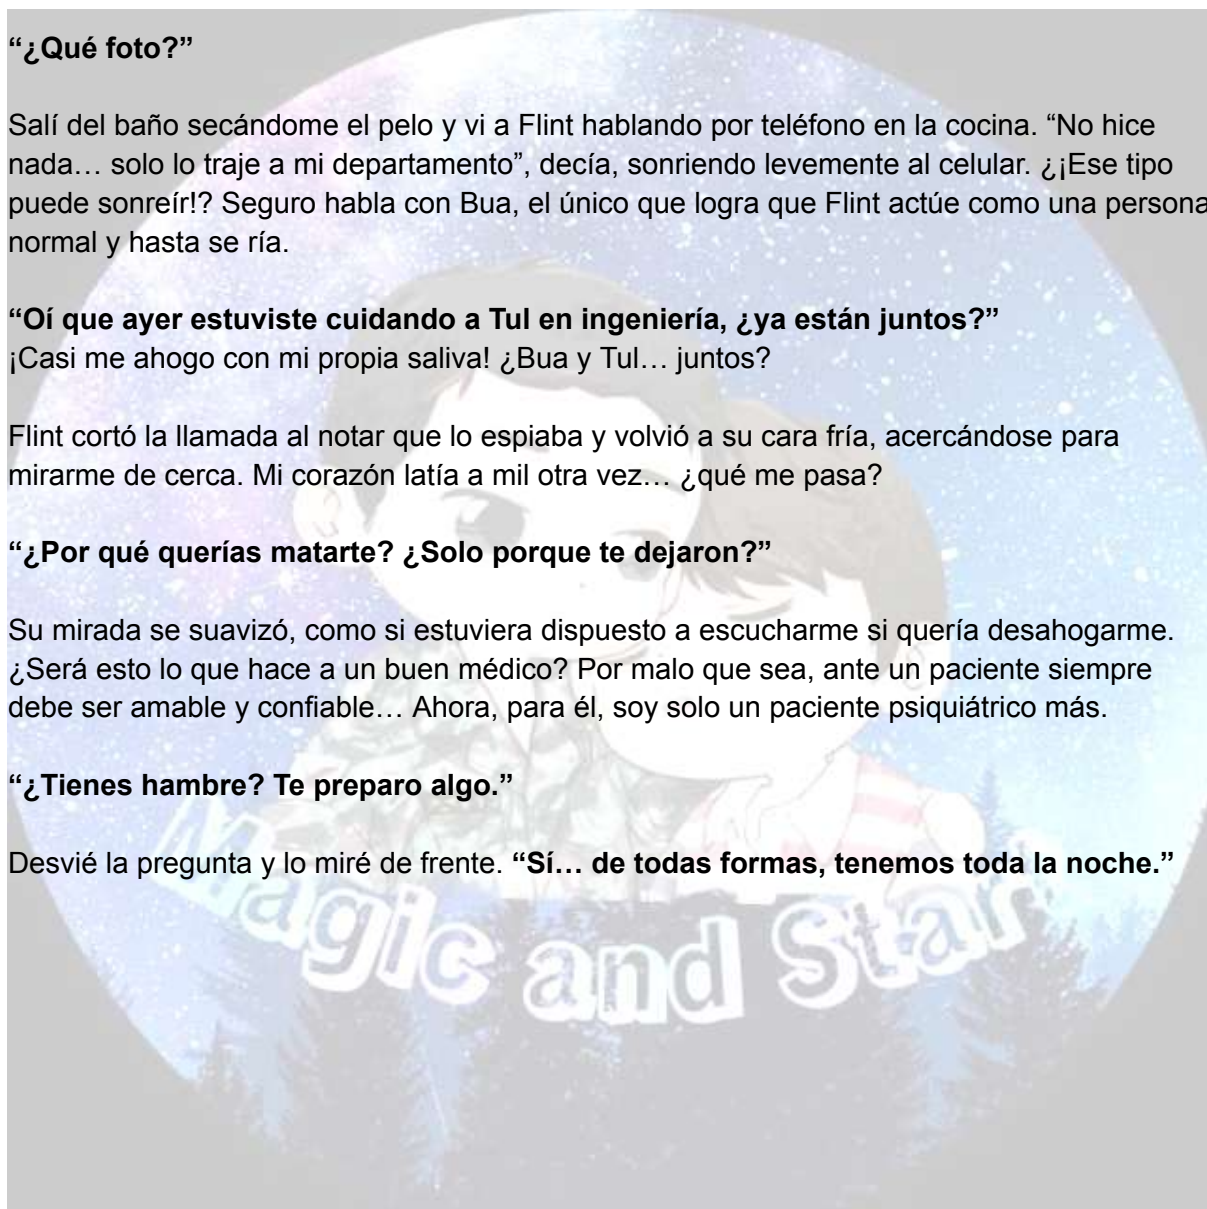 “¿Qué foto?”
Salí del baño secándome el pelo y vi a Flint hablando por teléfono en la cocina. “No hice
nada… solo lo traje a mi departamento”, decía, sonriendo levemente al celular. ¿¡Ese tipo
puede sonreír!? Seguro habla con Bua, el único que logra que Flint actúe como una persona
normal y hasta se ría.
“Oí que ayer estuviste cuidando a Tul en ingeniería, ¿ya están juntos?”
¡Casi me ahogo con mi propia saliva! ¿Bua y Tul… juntos?
Flint cortó la llamada al notar que lo espiaba y volvió a su cara fría, acercándose para
mirarme de cerca. Mi corazón latía a mil otra vez… ¿qué me pasa?
“¿Por qué querías matarte? ¿Solo porque te dejaron?”
Su mirada se suavizó, como si estuviera dispuesto a escucharme si quería desahogarme.
¿Será esto lo que hace a un buen médico? Por malo que sea, ante un paciente siempre
debe ser amable y confiable… Ahora, para él, soy solo un paciente psiquiátrico más.
“¿Tienes hambre? Te preparo algo.”
Desvié la pregunta y lo miré de frente. “Sí… de todas formas, tenemos toda la noche.”
Magic and Star